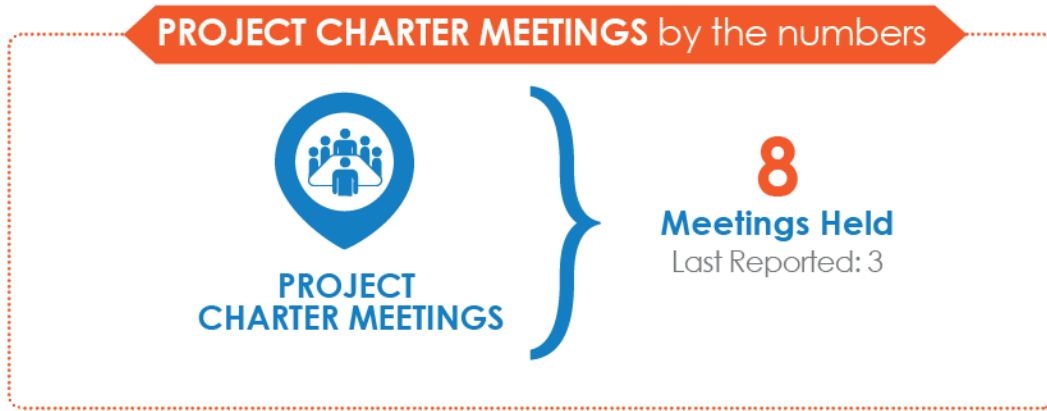 PROJECT CHARTER MEETINGS by the numbers
PROJECT
CHARTER MEETINGS
8
Meetings Held
Last Reported: 3